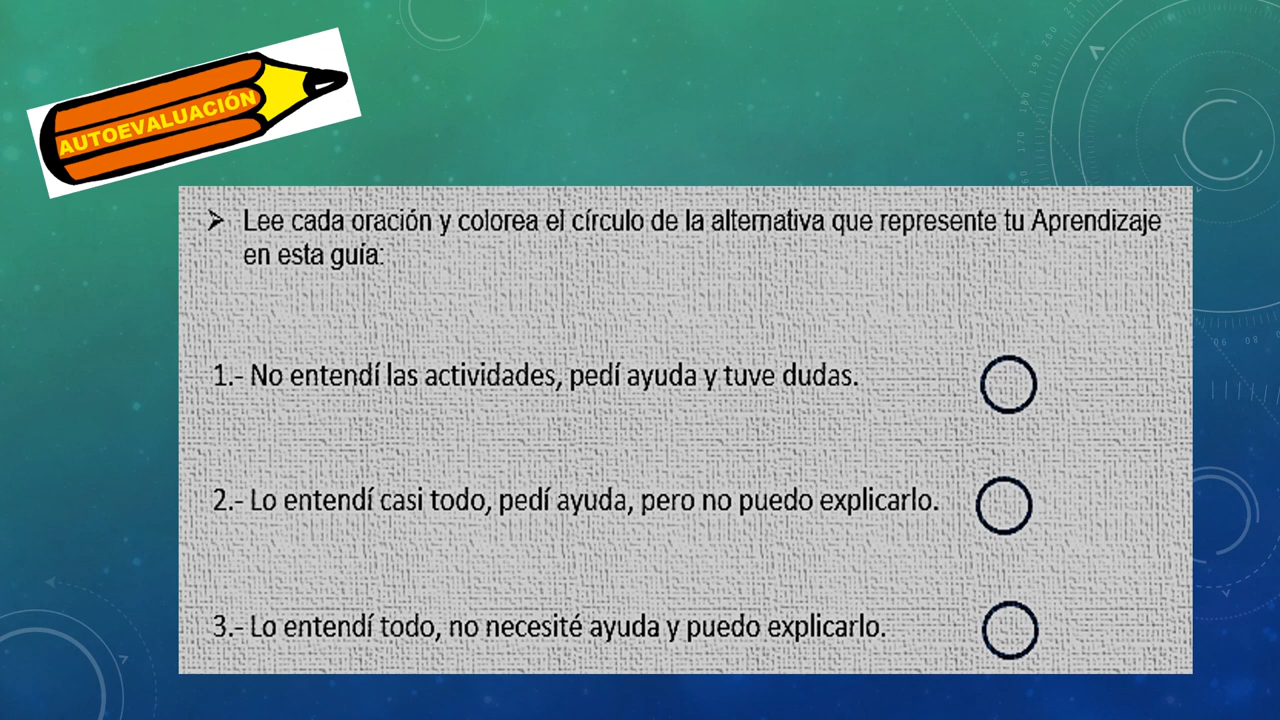 AUTOEVALUACIÓN
➢ Lee cada oración y colorea el círculo de la alternativa que represente tu Aprendizaje
en esta guía:
1.- No entendí las actividades, pedí ayuda y tuve dudas.
2.- Lo entendí casi todo, pedí ayuda, pero no puedo explicarlo.
3.- Lo entendí todo, no necesité ayuda y puedo explicarlo.